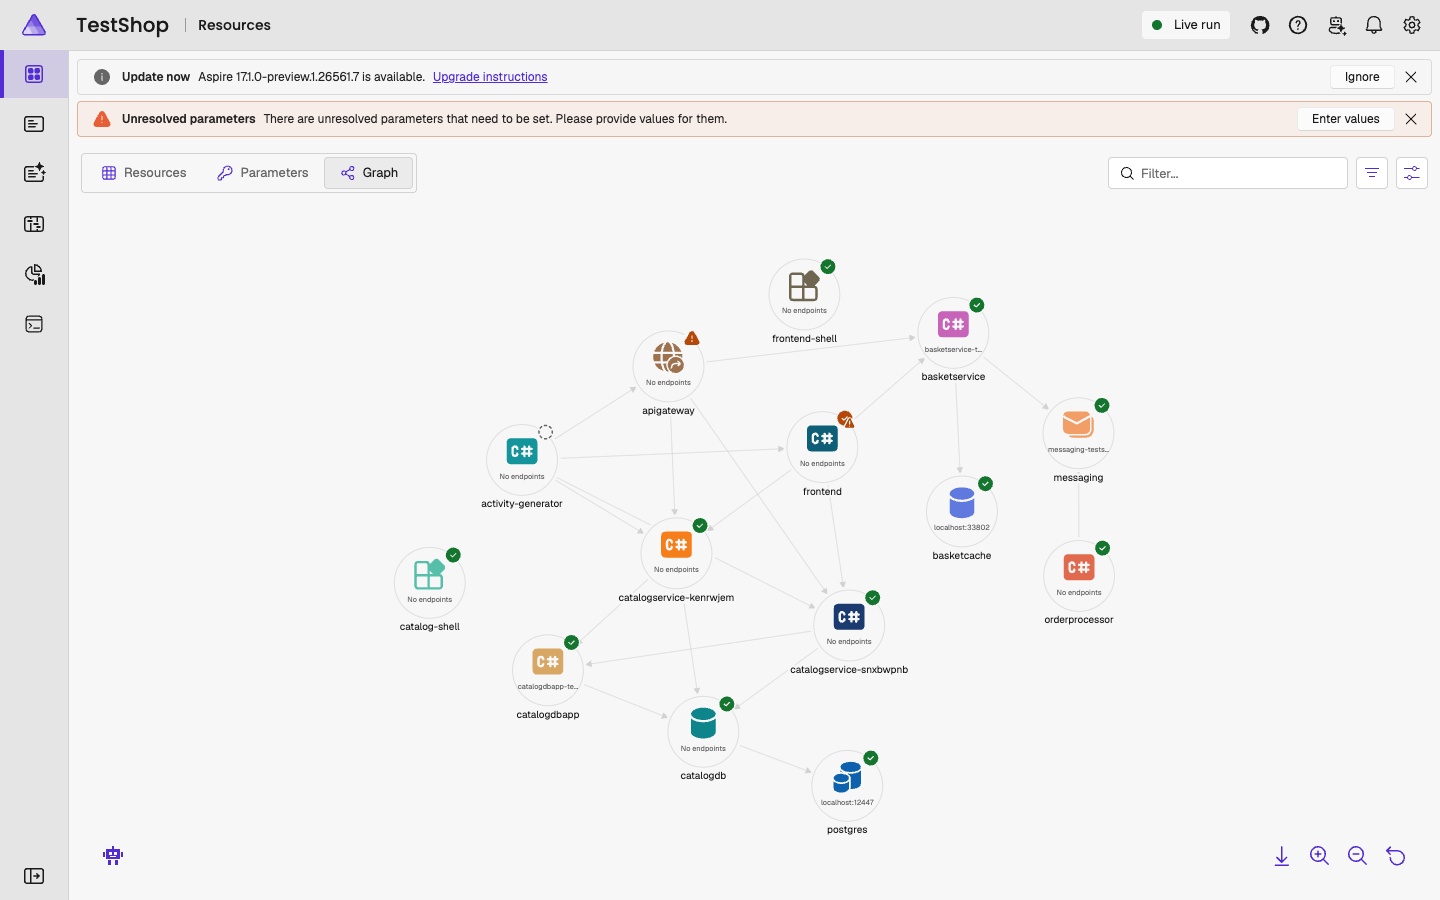 TestShop
Resources
Live run
Update now Aspire 17.1.0-preview.1.26561.7 is available. Upgrade instructions
Ignore
Unresolved parameters There are unresolved parameters that need to be set. Please provide values for them.
Enter values
Resources
Parameters
Graph
Filter...
No endpoints
frontend-shell
C#
basketservice-t...
basketservice
No endpoints
apigateway
C#
No endpoints
frontend
messaging-tests...
messaging
C#
No endpoints
activity-generator
localhost:33802
basketcache
C#
No endpoints
catalogservice-kenrwjem
C#
No endpoints
orderprocessor
No endpoints
catalog-shell
C#
No endpoints
catalogservice-snxbwpnb
C#
catalogdbapp-te...
catalogdbapp
No endpoints
catalogdb
localhost:12447
postgres